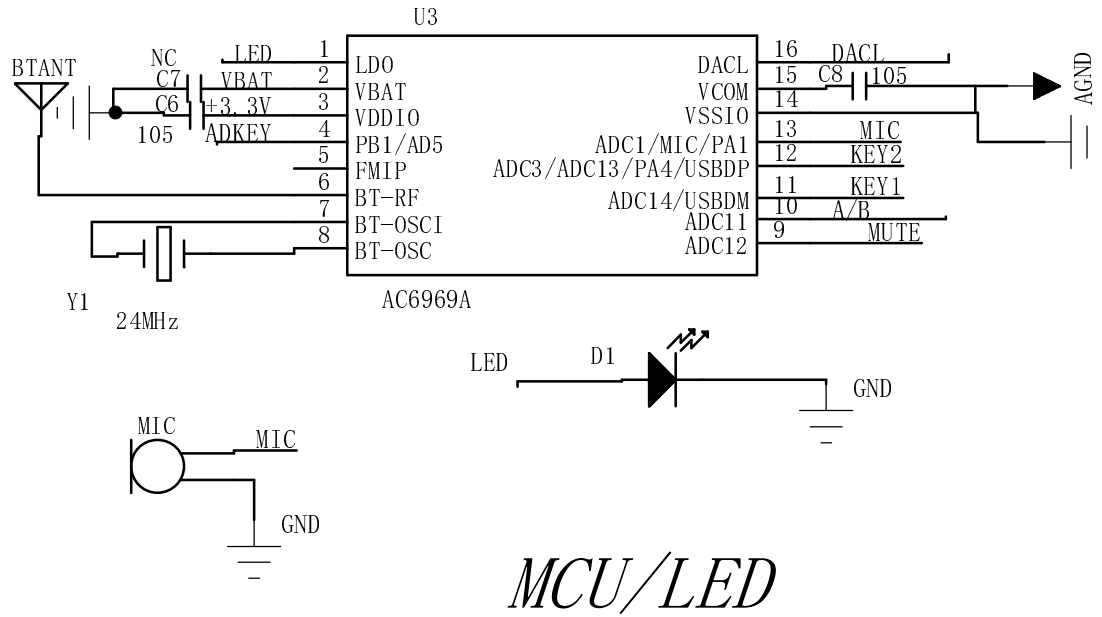 U3
BTANT
NC
C7
C6
105
LED
VBAT
+3.3V
ADKEY
1
2
3
4
5
6
7
8
LDO
VBAT
VDDIO
PB1/AD5
FMIP
BT-RF
BT-OSCI
BT-OSC
DACL
VCOM
VSSIO
ADC1/MIC/PA1
ADC3/ADC13/PA4/USBDP
ADC14/USBDM
ADC11
ADC12
16
15
14
13
12
11
10
9
DACL
C8
105
MIC
KEY2
KEY1
A/B
MUTE
AGND
Y1
24MHz
AC6969A
LED
D1
GND
MIC
MIC
GND
MCU/LED